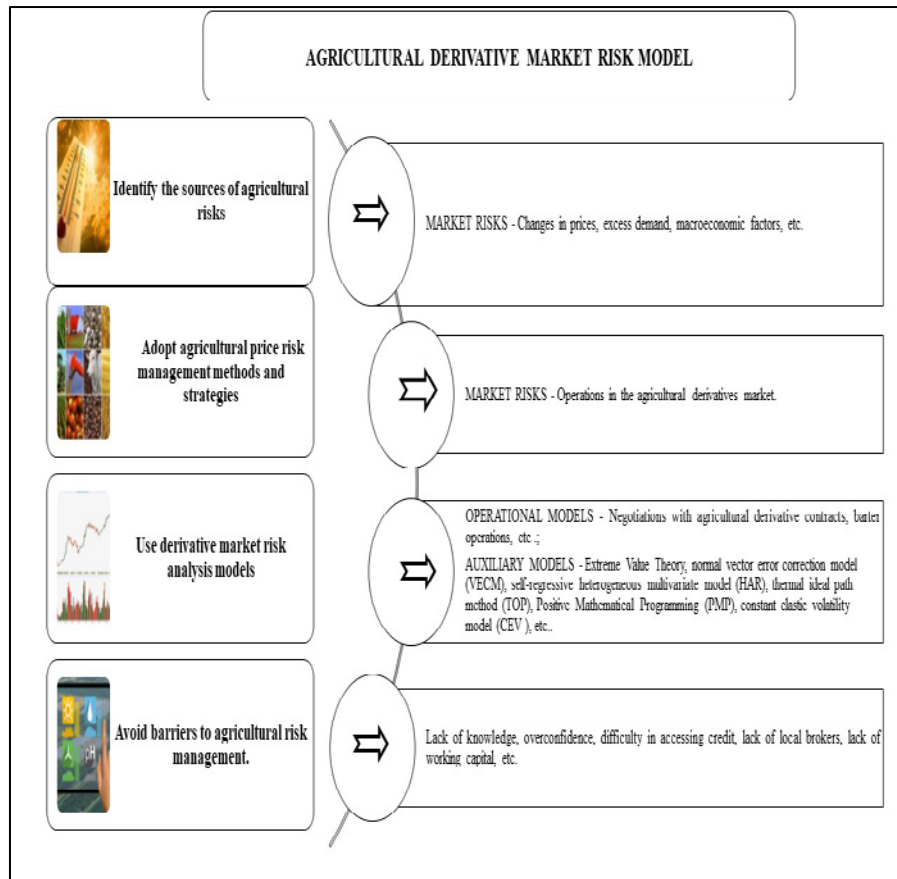 AGRICULTURAL DERIVATIVE MARKET RISK MODEL
Identify the sources of agricultural
risks
MARKET RISKS - Changes in prices, excess demand, macroeconomic factors, etc.
Adopt agricultural price risk
management methods and
strategies
MARKET RISKS - Operations in the agricultural derivatives market.
Use derivative market risk
analysis models
OPERATIONAL MODELS - Negotiations with agricultural derivative contracts, barter
operations, etc .;
AUXILIARY MODELS - Extreme Value Theory, normal vector error correction model
(VECM), self-regressive heterogeneous multivariate model (HAR), thermal ideal path
method (TOP), Positive Mathematical Programming (PMP), constant elastic volatility
model (CEV ), etc..
Avoid barriers to agricultural risk
management.
pH
Lack of knowledge, overconfidence, difficulty in accessing credit, lack of local brokers, lack of
working capital, etc.